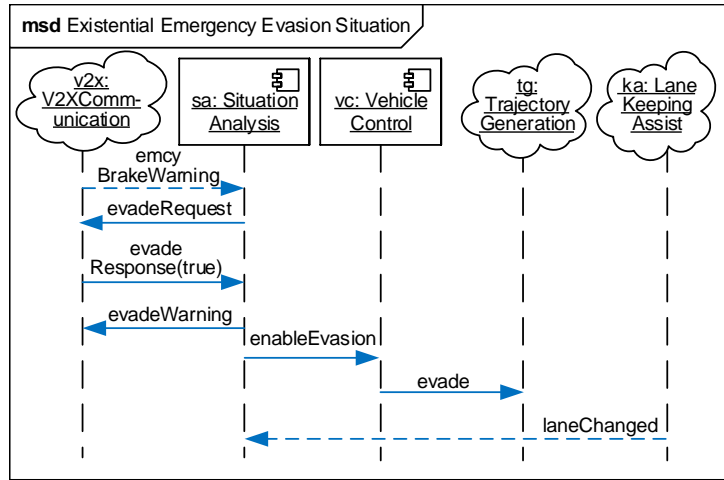 msd Existential Emergency Evasion Situation
v2x:
V2XComm-
unication
sa: Situation
Analysis
vc: Vehicle
Control
tg:
Trajectory
Generation
ka: Lane
Keeping
Assist
emcy
BrakeWarning
evadeRequest
evade
Response(true)
evadeWarning
enableEvasion
evade
laneChanged